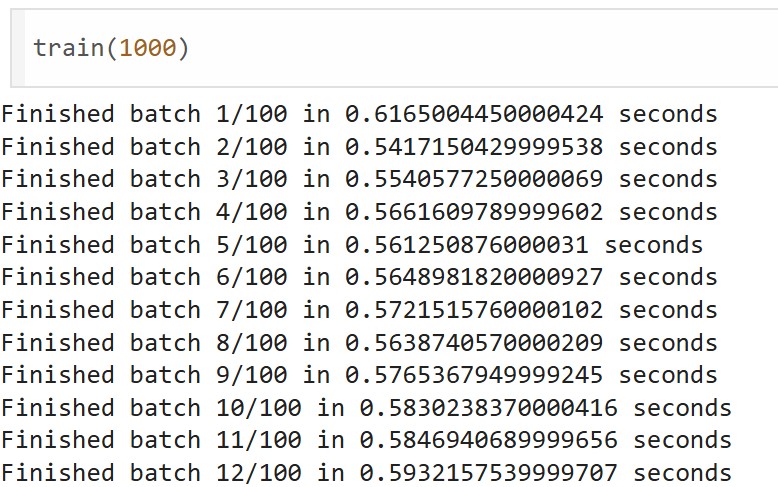 train(1000)
Finished batch 1/100 in 0.6165004450000424 seconds
Finished batch 2/100 in 0.5417150429999538 seconds
Finished batch 3/100 in 0.5540577250000069 seconds
Finished batch 4/100 in 0.5661609789999602 seconds
Finished batch 5/100 in 0.561250876000031 seconds
Finished batch 6/100 in 0.5648981820000927 seconds
Finished batch 7/100 in 0.5721515760000102 seconds
Finished batch 8/100 in 0.5638740570000209 seconds
Finished batch 9/100 in 0.5765367949999245 seconds
Finished batch 10/100 in 0.5830238370000416 seconds
Finished batch 11/100 in 0.5846940689999656 seconds
Finished batch 12/100 in 0.5932157539999707 seconds